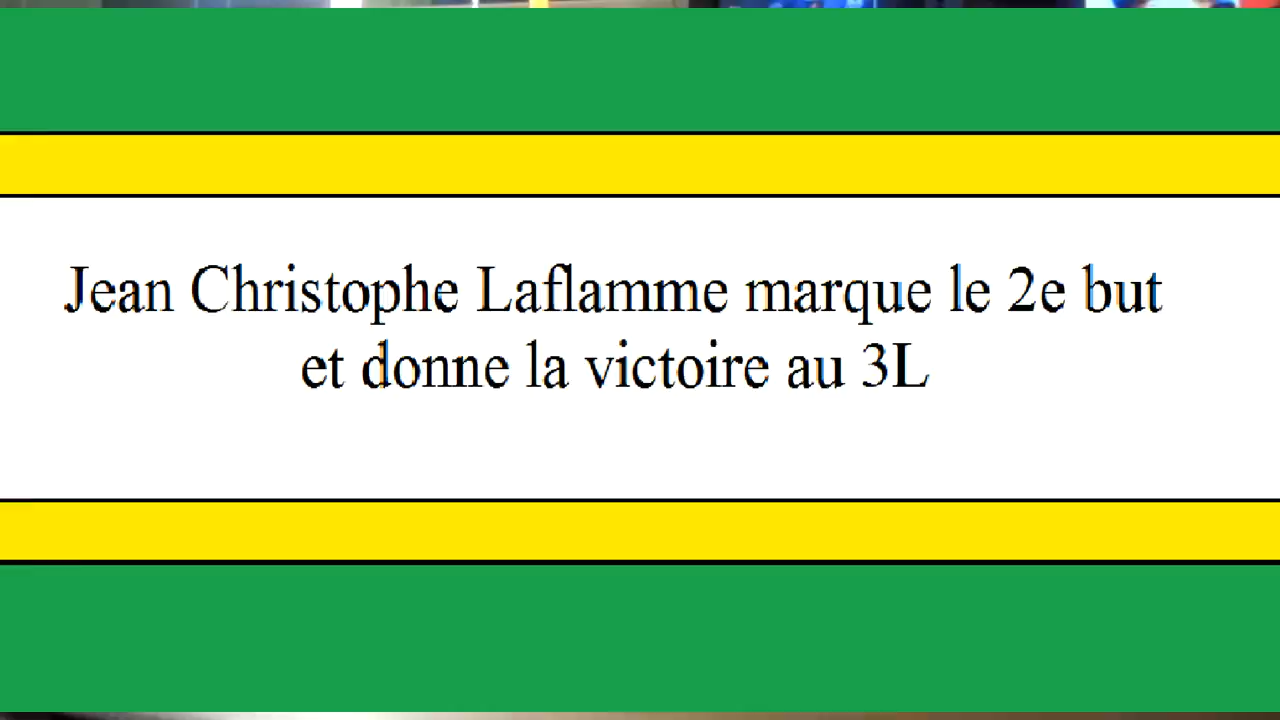 Jean Christophe Laflamme marque le 2e but
et donne la victoire au 3L